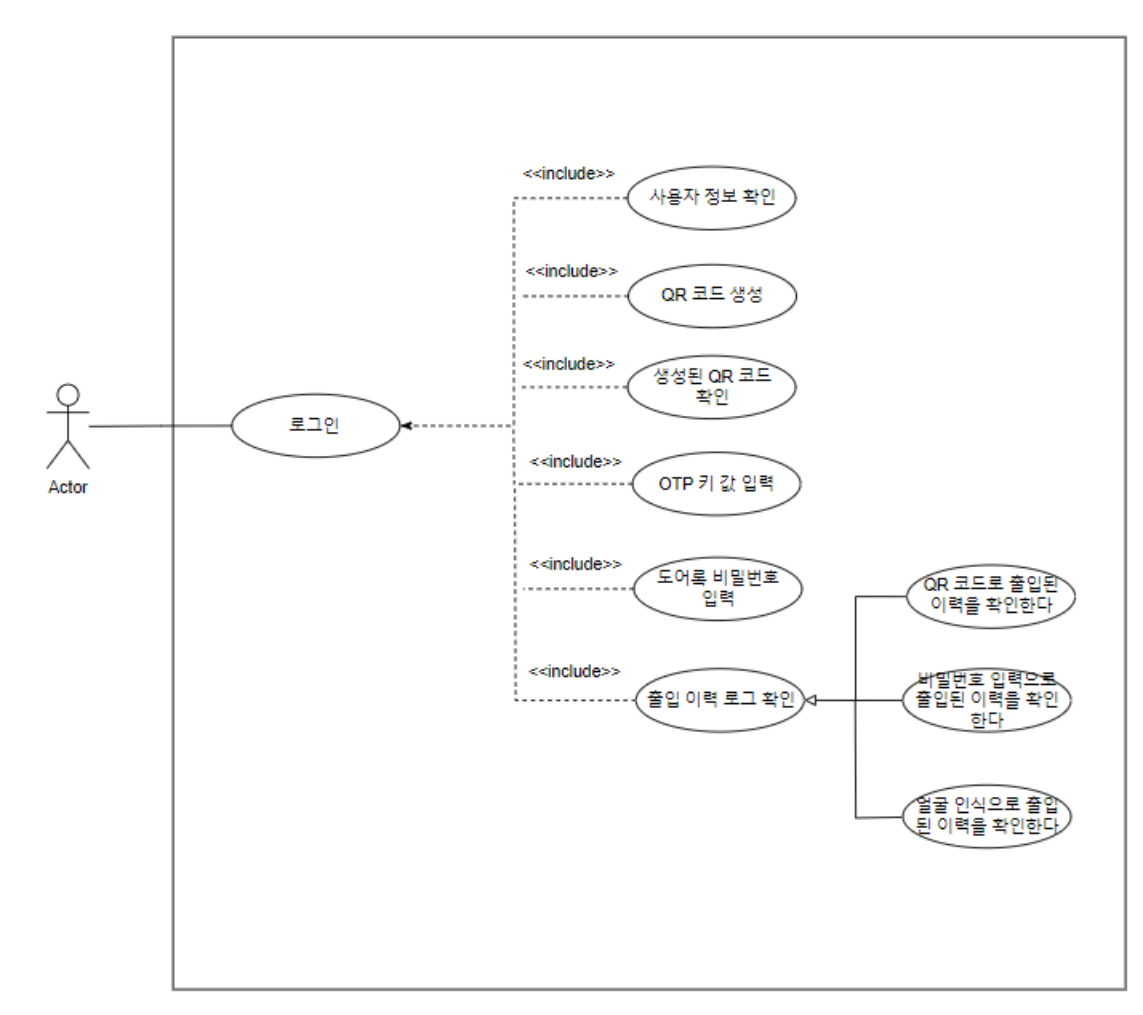 <<include>>
사용자 정보 확인
<<include>>
QR 코드 생성
<<include>>
생성된 QR 코드
확인
로그인
Actor
<<include>>
OTP 키 값 입력
<<include>>
도어록 비밀번호
입력
QR 코드로 출입된
이력을 확인한다
<<include>>
출입 이력 로그 확인
비밀번호 입력으로
출입된 이력을 확인
한다
얼굴 인식으로 출입
된 이력을 확인한다